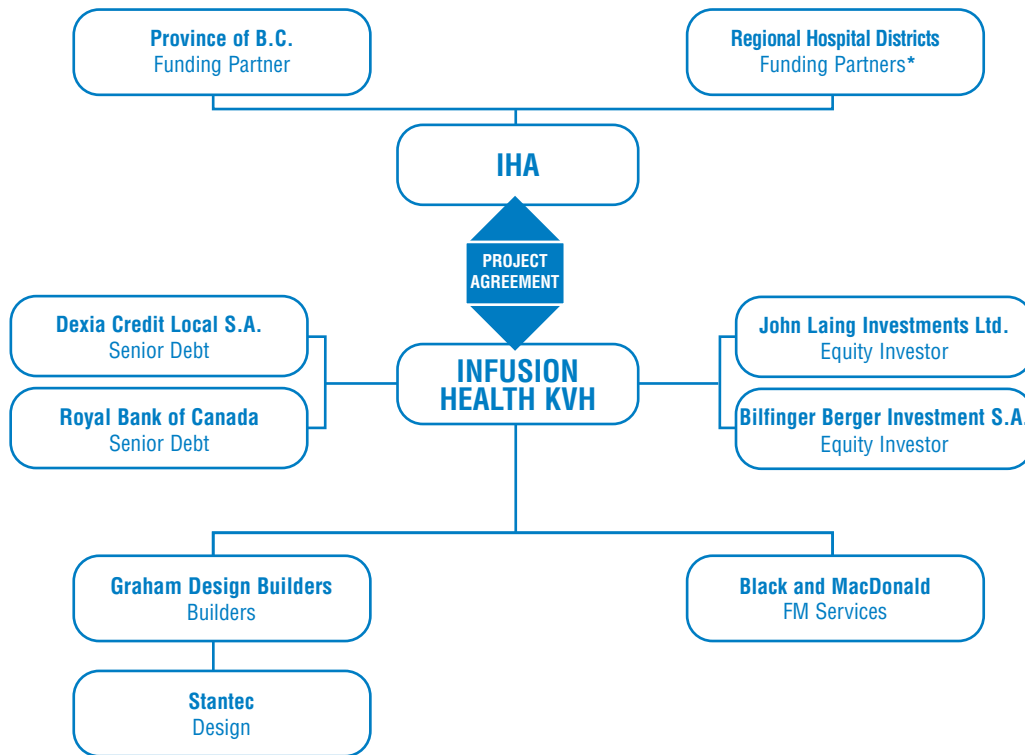 Province of B.C.
Funding Partner
Regional Hospital Districts
Funding Partners*
IHA
PROJECT
AGREEMENT
Dexia Credit Local S.A.
Senior Debt
John Laing Investments Ltd.
Equity Investor
INFUSION
HEALTH KVH
Royal Bank of Canada
Senior Debt
Bilfinger Berger Investment S.A.
Equity Investor
Graham Design Builders
Builders
Black and MacDonald
FM Services
Stantec
Design